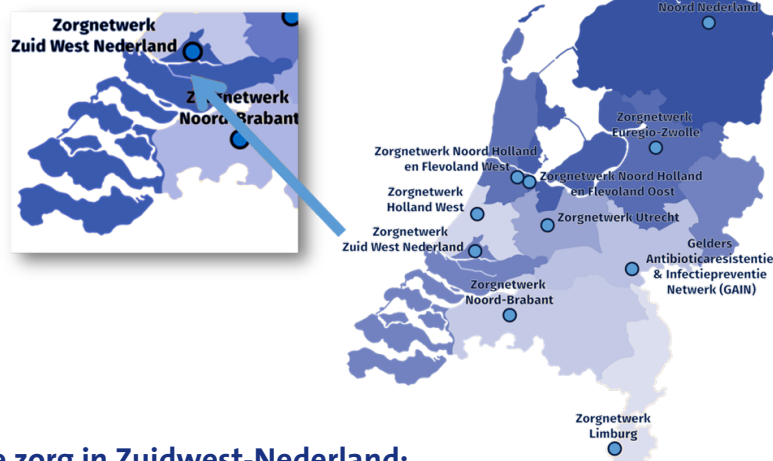 Zorgnetwerk
Zuid West Nederland
Zorgnetwerk
Noord-Brabant
Noord Nederland
Zorgnetwerk
Euregio-Zwolle
Zorgnetwerk Noord Holland
en Flevoland West
Zorgnetwerk Noord Holland
en Flevoland Oost
Zorgnetwerk
Holland West
Zorgnetwerk Utrecht
Zorgnetwerk
Zuid West Nederland
Gelders
Antibioticaresistentie
& Infectiepreventie
Netwerk (GAIN)
Zorgnetwerk
Noord-Brabant
Zorgnetwerk
Limburg
zorg in Zuidwest-Nederland: